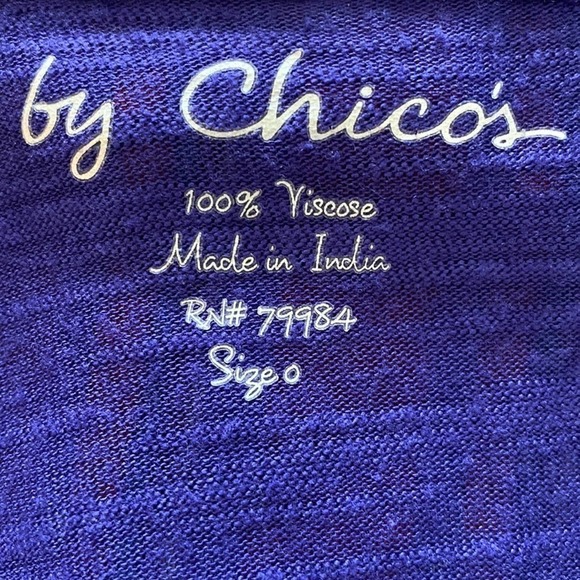 by Chico's
100% Viscose
Made in India
RN# 79984
Size 0